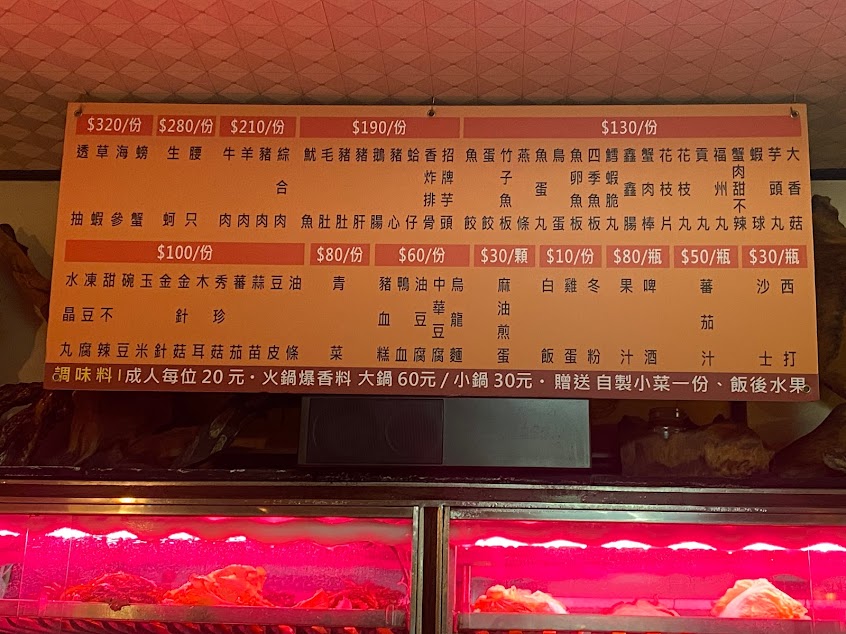 $320/份
透抽
草蝦
海參
螃蟹
$280/份
生蚵
腰只
$210/份
牛肉
羊肉
豬肉
綜合肉
$190/份
魷魚
毛肚
豬肚
豬肝
鵝腸
豬心
蛤仔
香炸排骨
招牌芋頭
$130/份
魚餃
蛋餃
竹子魚板
燕條
魚蛋丸
鳥蛋
魚卵魚板
四季魚板
鱈蝦脆丸
鑫鑫腸
蟹肉棒
花枝片
花枝丸
貢丸
福州丸
蟹肉甜不辣
蝦球
芋頭丸
大香菇
$100/份
水晶丸
凍豆腐
甜不辣
碗豆
玉米
金針
金針菇
木耳
秀珍菇
蕃茄
蒜苗
豆皮
油條
$80/份
青菜
$60/份
豬血糕
鴨血
油豆腐
中華豆腐
烏龍麵
$30/顆
麻油煎蛋
$10/份
白飯
雞蛋
冬粉
$80/瓶
果汁
啤酒
$50/瓶
蕃茄汁
$30/瓶
沙士
西打
調味料 | 成人每位 20 元・火鍋爆香料 大鍋 60元 / 小鍋 30元・贈送 自製小菜一份、飯後水果